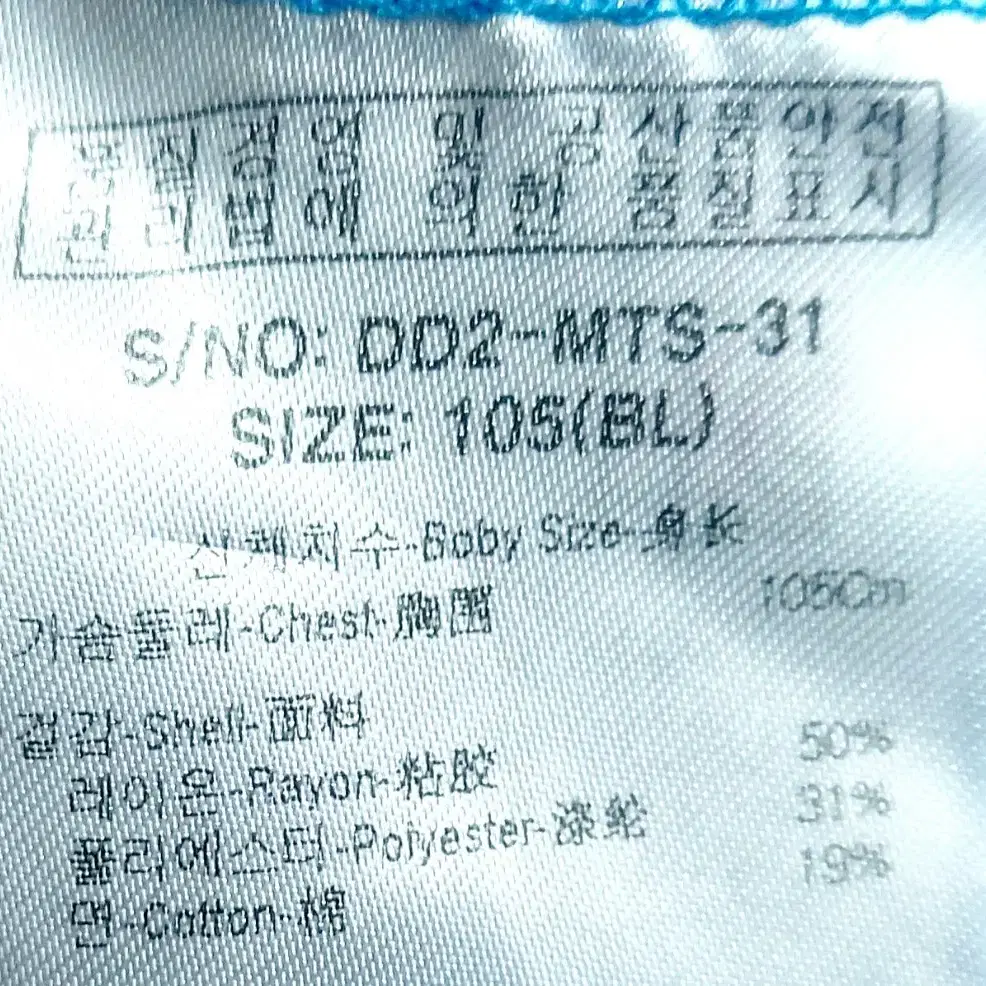 품질경영 및 공산품안전
관리법에 의한 품질표시
S/NO: DD2-MTS-31
SIZE: 105(BL)
신체치수-Boby Size-身长
가슴둘레-Chest-胸围 105Cm
겉감-Shell-面料
레이온-Rayon-粘胶 50%
폴리에스터-Polyester-涤纶 31%
면-Cotton-棉 19%